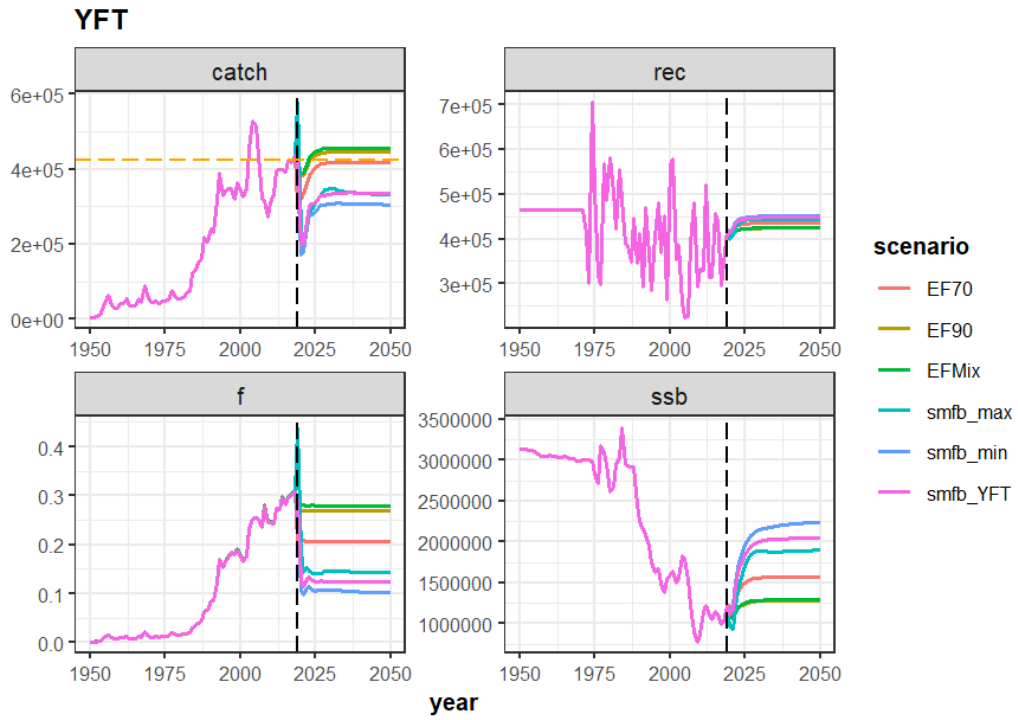 YFT
catch
rec
6e+05
4e+05
2e+05
0e+00
7e+05
6e+05
5e+05
4e+05
3e+05
1950 1975 2000 2025 2050
1950 1975 2000 2025 2050
f
ssb
0.4
0.3
0.2
0.1
0.0
3500000
3000000
2500000
2000000
1500000
1000000
1950 1975 2000 2025 2050
1950 1975 2000 2025 2050
year
scenario
EF70
EF90
EFMix
smfb_max
smfb_min
smfb_YFT